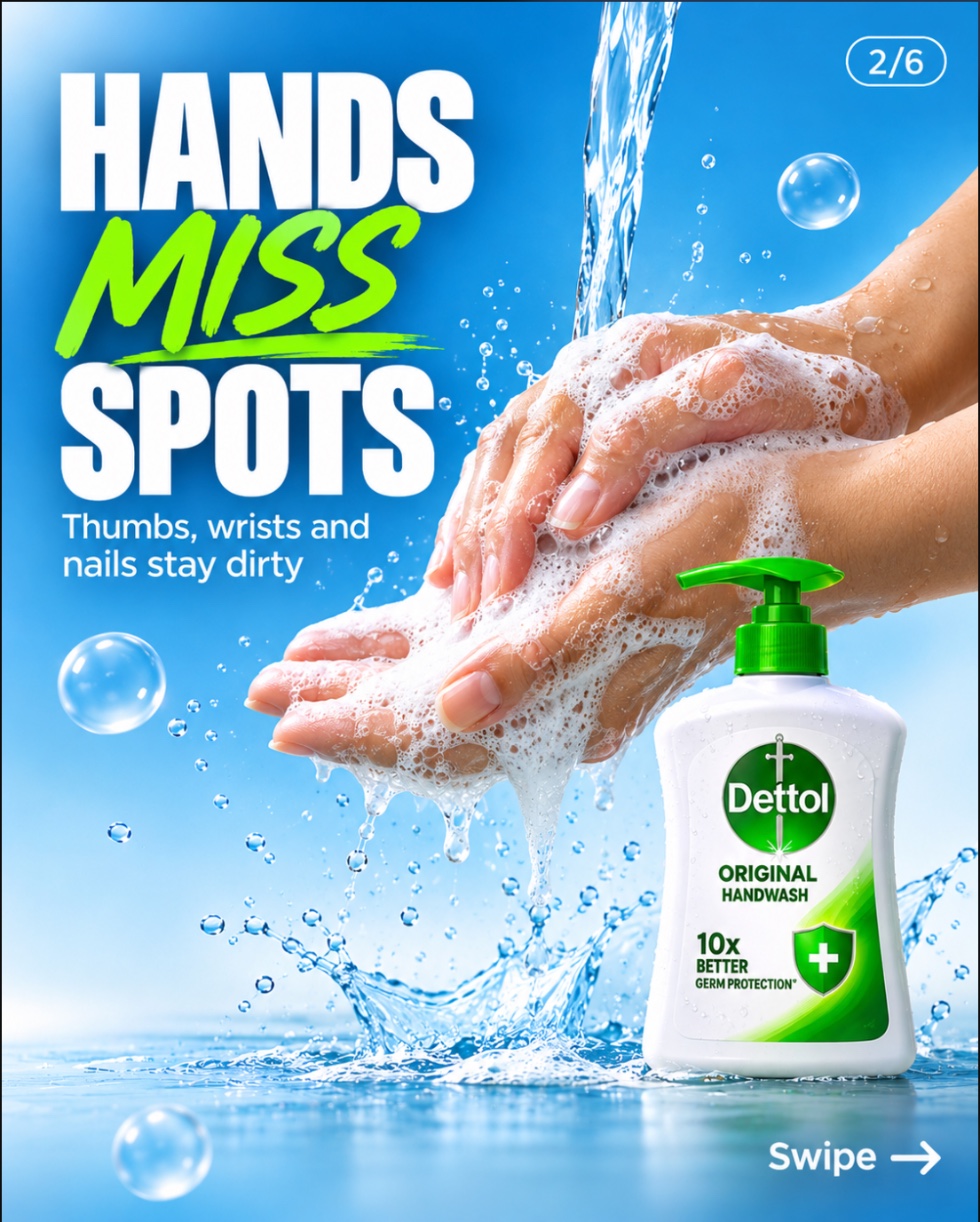 2/6
HANDS
MISS
SPOTS
Thumbs, wrists and
nails stay dirty
Dettol
ORIGINAL
HANDWASH
10x
BETTER
GERM PROTECTION*
Swipe →